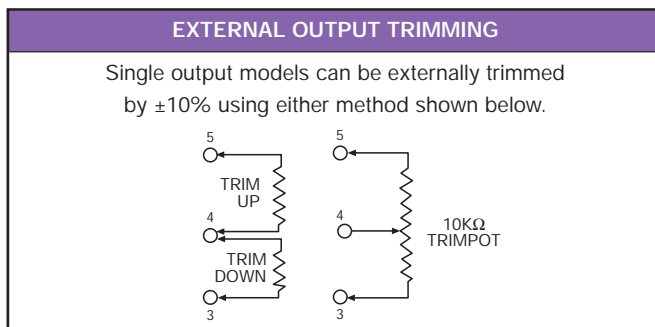 EXTERNAL OUTPUT TRIMMING
Single output models can be externally trimmed
by ±10% using either method shown below.
5
TRIM
UP
4
TRIM
DOWN
3
5
4
10KΩ
TRIMPOT
3